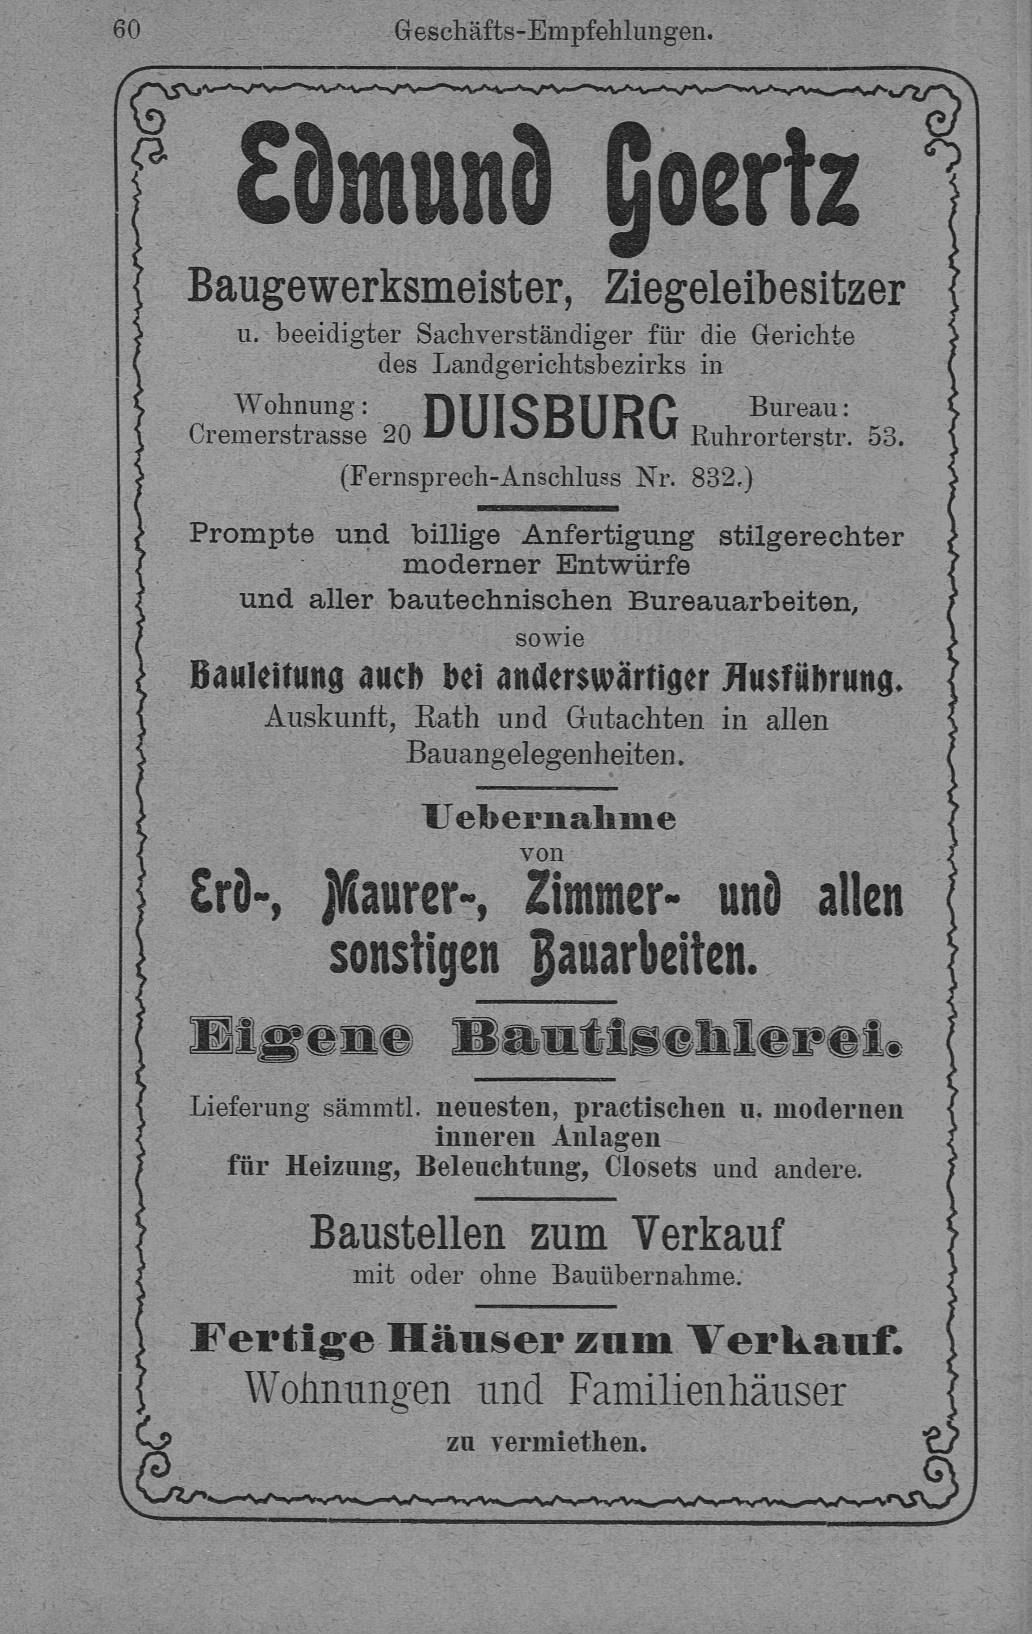 60
Geschäfts-Empfehlungen.
Edmund Goertz
Baugewerksmeister, Ziegeleibesitzer
u. beeidigter Sachverständiger für die Gerichte
des Landgerichtsbezirks in
Wohnung:
Cremerstrasse 20
DUISBURG
Bureau:
Ruhrorterstr. 53.
(Fernsprech-Anschluss Nr. 832.)
Prompte und billige Anfertigung stilgerechter
moderner Entwürfe
und aller bautechnischen Bureauarbeiten,
sowie
Bauleitung auch bei anderswärtiger Ausführung.
Auskunft, Rath und Gutachten in allen
Bauangelegenheiten.
Uebernahme
von
Erd-, Maurer-, Zimmer- und allen
sonstigen Bauarbeiten.
Eigene Bautischlerei.
Lieferung sämmtl. neuesten, practischen u. modernen
inneren Anlagen
für Heizung, Beleuchtung, Closets und andere.
Baustellen zum Verkauf
mit oder ohne Bauübernahme.
Fertige Häuser zum Verkauf.
Wohnungen und Familienhäuser
zu vermiethen.